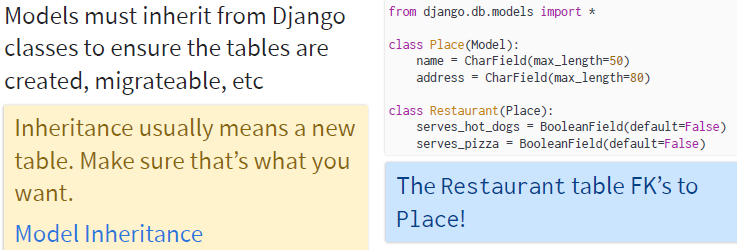 Models must inherit from Django
classes to ensure the tables are
created, migrateable, etc
Inheritance usually means a new
table. Make sure that’s what you
want.
Model Inheritance
from django.db.models import *
class Place(Model):
    name = CharField(max_length=50)
    address = CharField(max_length=80)
class Restaurant(Place):
    serves_hot_dogs = BooleanField(default=False)
    serves_pizza = BooleanField(default=False)
The Restaurant table FK’s to
Place!